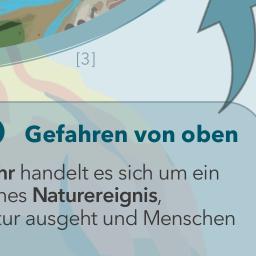 [3]
Gefahren von oben
hr handelt es sich um ein
nes Naturereignis,
tur ausgeht und Menschen